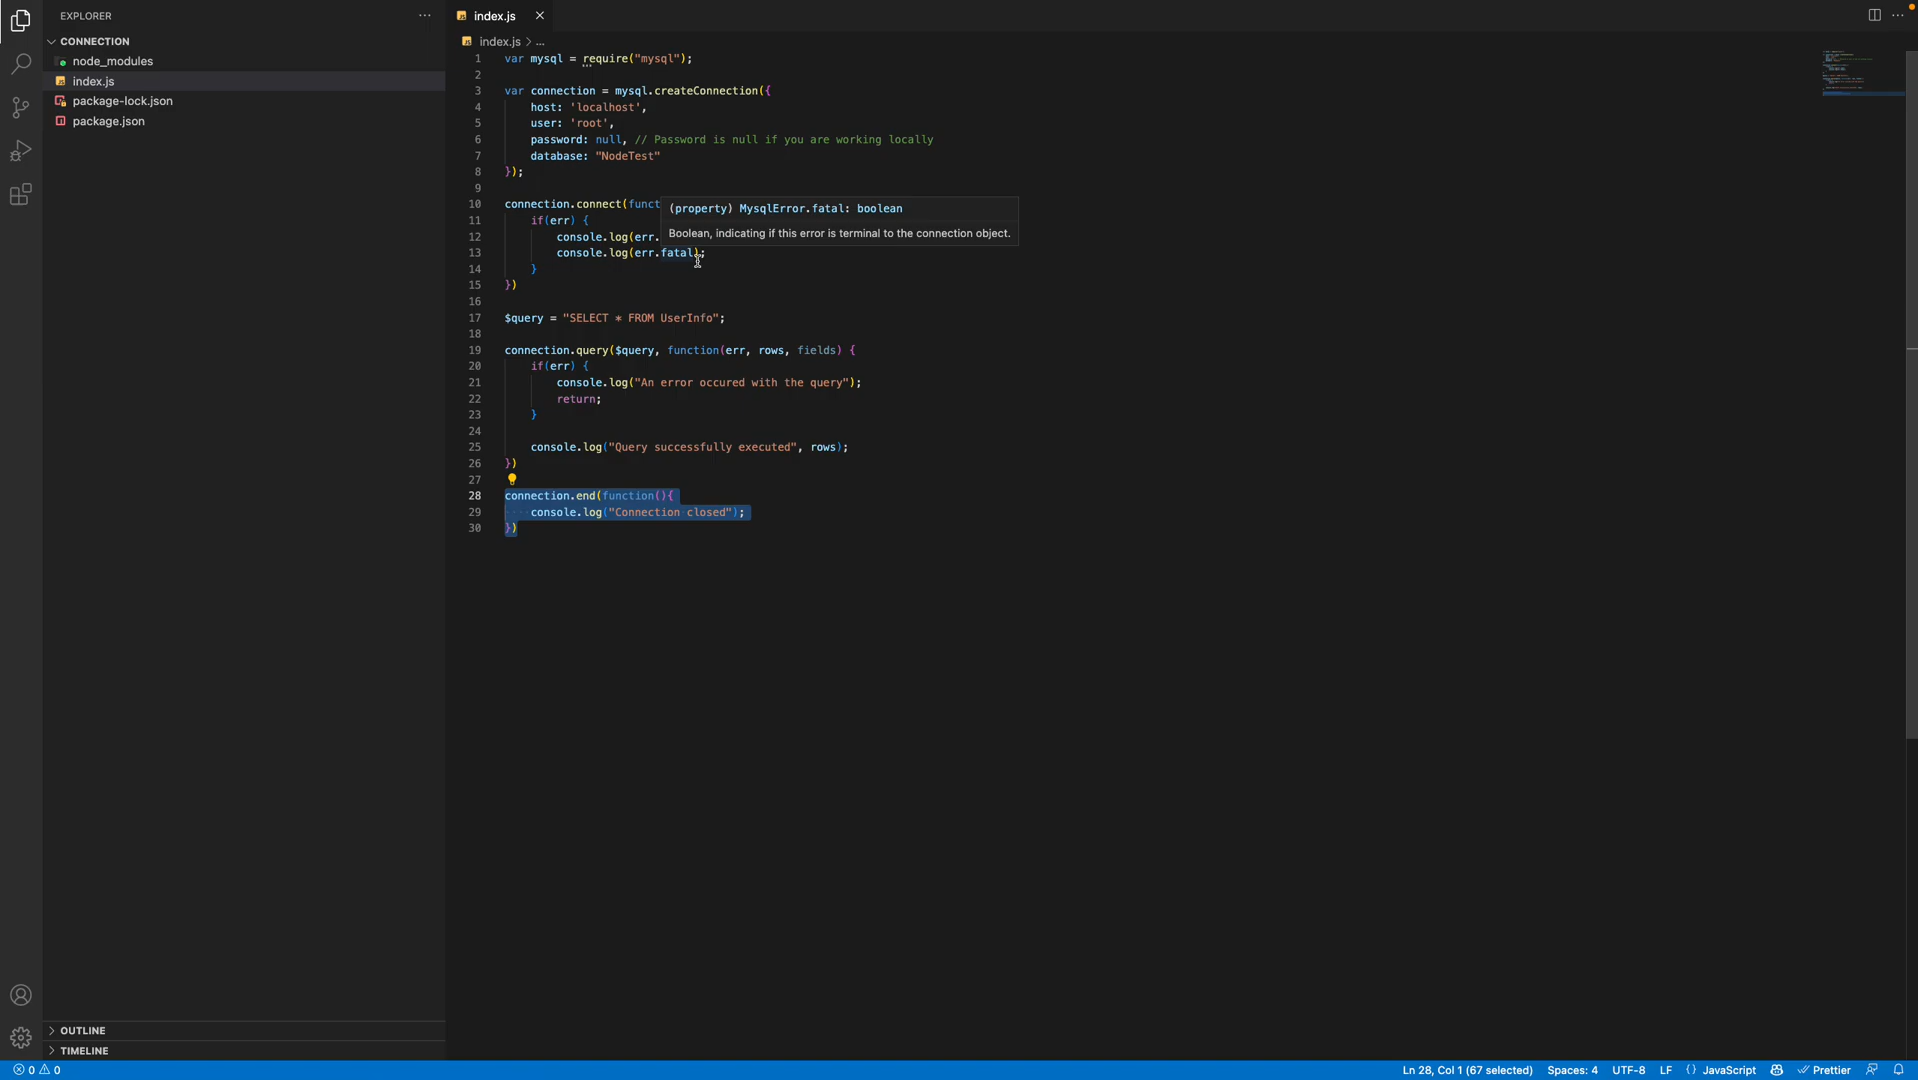 EXPLORER
CONNECTION
node_modules
index.js
package-lock.json
package.json
OUTLINE
TIMELINE
index.js
index.js > ...
1 var mysql = require("mysql");
2
3 var connection = mysql.createConnection({
4 host: 'localhost',
5 user: 'root',
6 password: null, // Password is null if you are working locally
7 database: "NodeTest"
8 });
9
10 connection.connect(funct
(property) MysqlError.fatal: boolean
11 if(err) {
Boolean, indicating if this error is terminal to the connection object.
12 console.log(err.
13 console.log(err.fatal);
14 }
15 })
16
17 $query = "SELECT * FROM UserInfo";
18
19 connection.query($query, function(err, rows, fields) {
20 if(err) {
21 console.log("An error occured with the query");
22 return;
23 }
24
25 console.log("Query successfully executed", rows);
26 })
27
28 connection.end(function(){
29 console.log("Connection closed");
30 })
0 0 Ln 28, Col 1 (67 selected) Spaces: 4 UTF-8 LF {} JavaScript Prettier